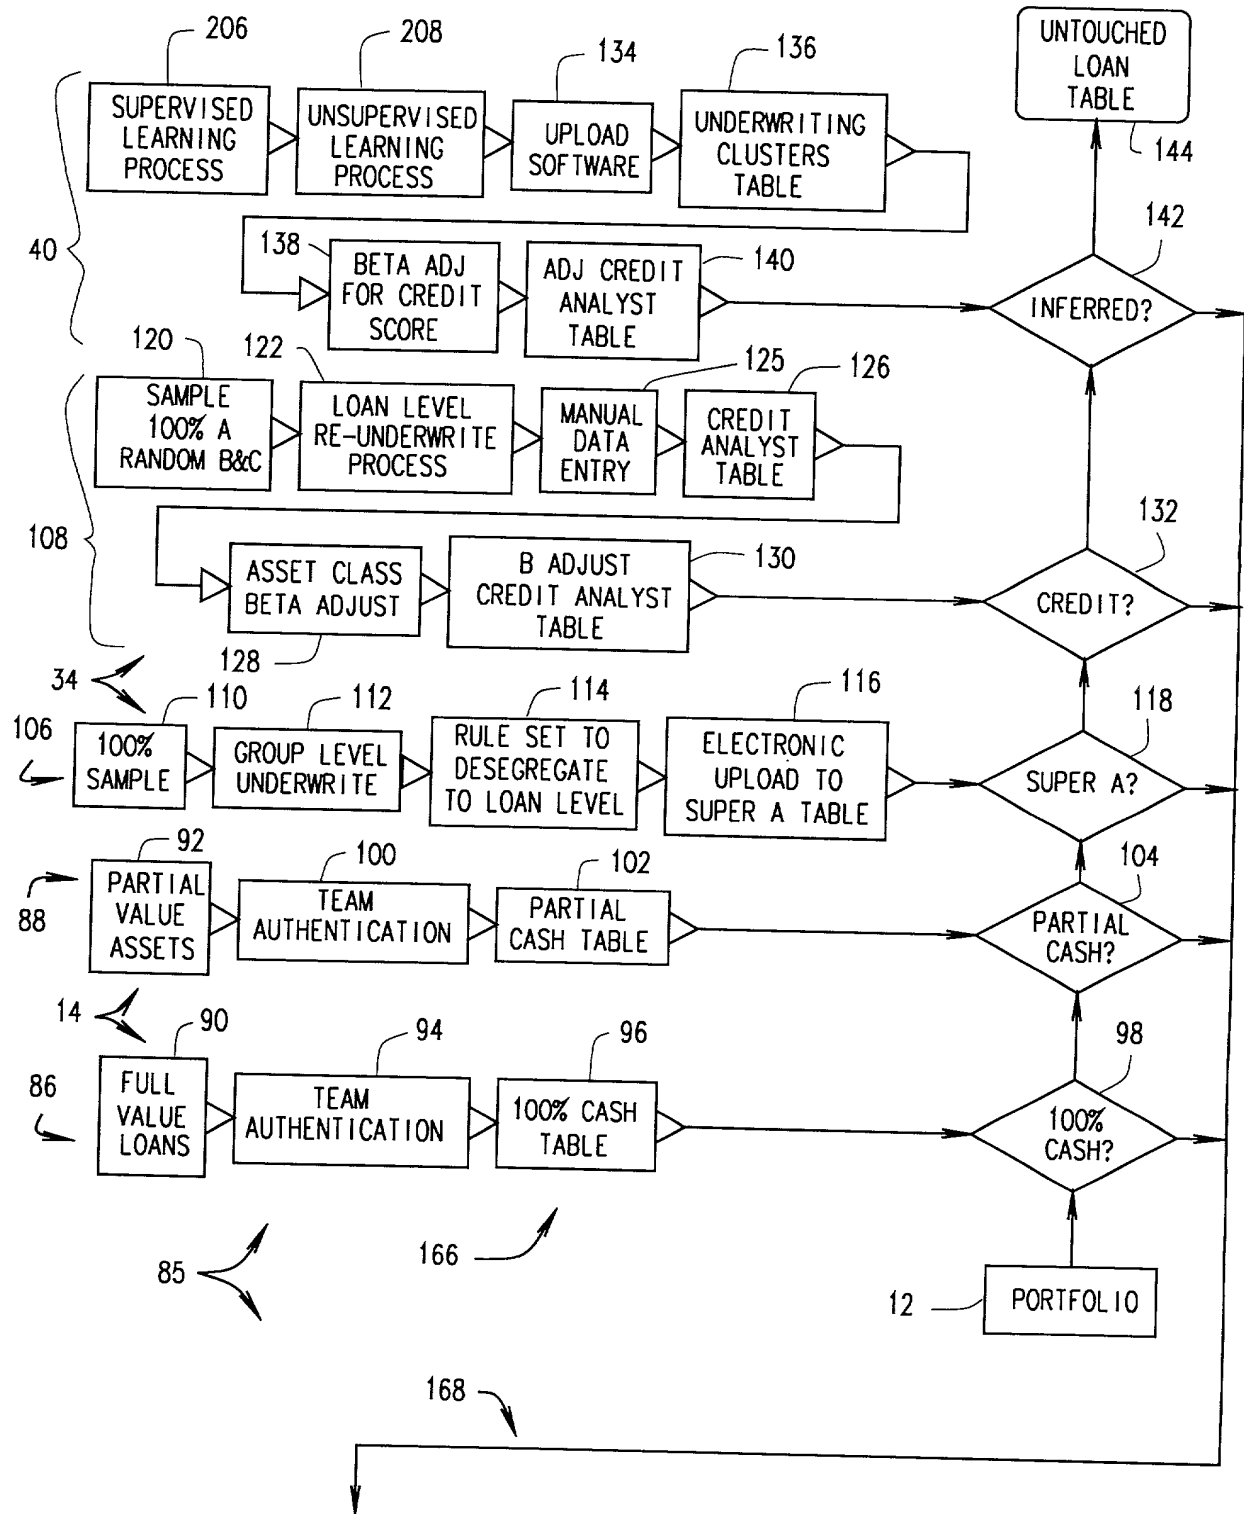 206
208
134
136
UNTOUCHED
LOAN
TABLE
144
SUPERVISED
LEARNING
PROCESS
UNSUPERVISED
LEARNING
PROCESS
UPLOAD
SOFTWARE
UNDERWRITING
CLUSTERS
TABLE
40
138
BETA ADJ
FOR CREDIT
SCORE
ADJ CREDIT
ANALYST
TABLE
140
142
INFERRED?
120
122
125
126
SAMPLE
100% A
RANDOM B&C
LOAN LEVEL
RE-UNDERWRITE
PROCESS
MANUAL
DATA
ENTRY
CREDIT
ANALYST
TABLE
108
ASSET CLASS
BETA ADJUST
128
B ADJUST
CREDIT ANALYST
TABLE
130
132
CREDIT?
34
110
112
114
116
118
106
100%
SAMPLE
GROUP LEVEL
UNDERWRITE
RULE SET TO
DESEGREGATE
TO LOAN LEVEL
ELECTRONIC
UPLOAD TO
SUPER A TABLE
SUPER A?
92
100
102
104
88
PARTIAL
VALUE
ASSETS
TEAM
AUTHENTICATION
PARTIAL
CASH TABLE
PARTIAL
CASH?
14
90
94
96
98
86
FULL
VALUE
LOANS
TEAM
AUTHENTICATION
100% CASH
TABLE
100%
CASH?
85
166
12
PORTFOLIO
168